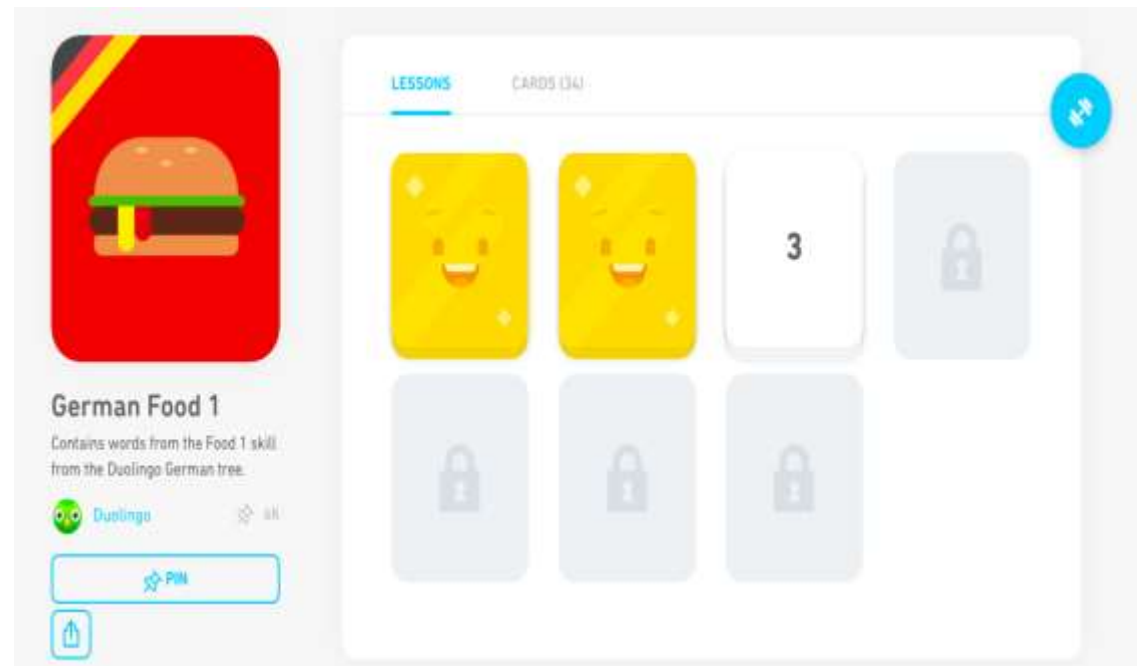 LESSONS CARDS (34)
3
German Food 1
Contains words from the Food 1 skill
from the Duolingo German tree.
Duolingo
PIN